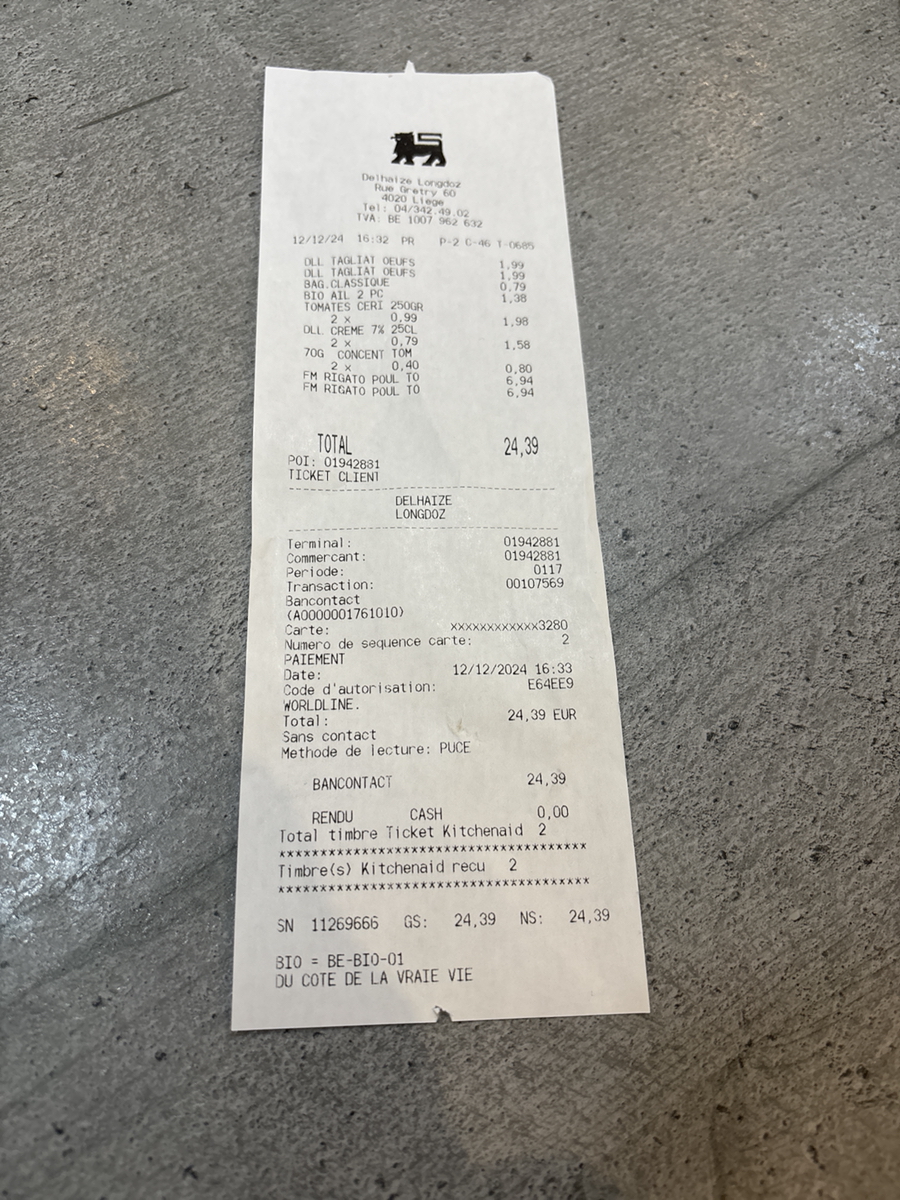 Delhaize Longdoz
Rue Gretry 60
4020 Liege
Tel: 04/342.49.02
TVA: BE 1007 962 632
12/12/24 16:32 PR P-2 C-46 T-0685
DLL TAGLIAT OEUFS 1,99
DLL TAGLIAT OEUFS 1,99
BAG.CLASSIQUE 0,79
BIO AIL 2 PC 1,38
TOMATES CERI 250GR
2 x 0,99 1,98
DLL CREME 7% 25CL
2 x 0,79 1,58
70G CONCENT TOM
2 x 0,40 0,80
FM RIGATO POUL TO 6,94
FM RIGATO POUL TO 6,94
TOTAL 24,39
POI: 01942881
TICKET CLIENT
DELHAIZE
LONGDOZ
Terminal: 01942881
Commercant: 01942881
Periode: 0117
Transaction: 00107569
Bancontact
(A0000001761010)
Carte: xxxxxxxxxxxxx3280
Numero de sequence carte: 2
PAIEMENT
Date: 12/12/2024 16:33
Code d'autorisation: E64EE9
WORLDLINE.
Total: 24,39 EUR
Sans contact
Methode de lecture: PUCE
BANCONTACT 24,39
RENDU CASH 0,00
Total timbre Ticket Kitchenaid 2
**************************************
Timbre(s) Kitchenaid recu 2
**************************************
SN 11269666 GS: 24,39 NS: 24,39
BIO = BE-BIO-01
DU COTE DE LA VRAIE VIE